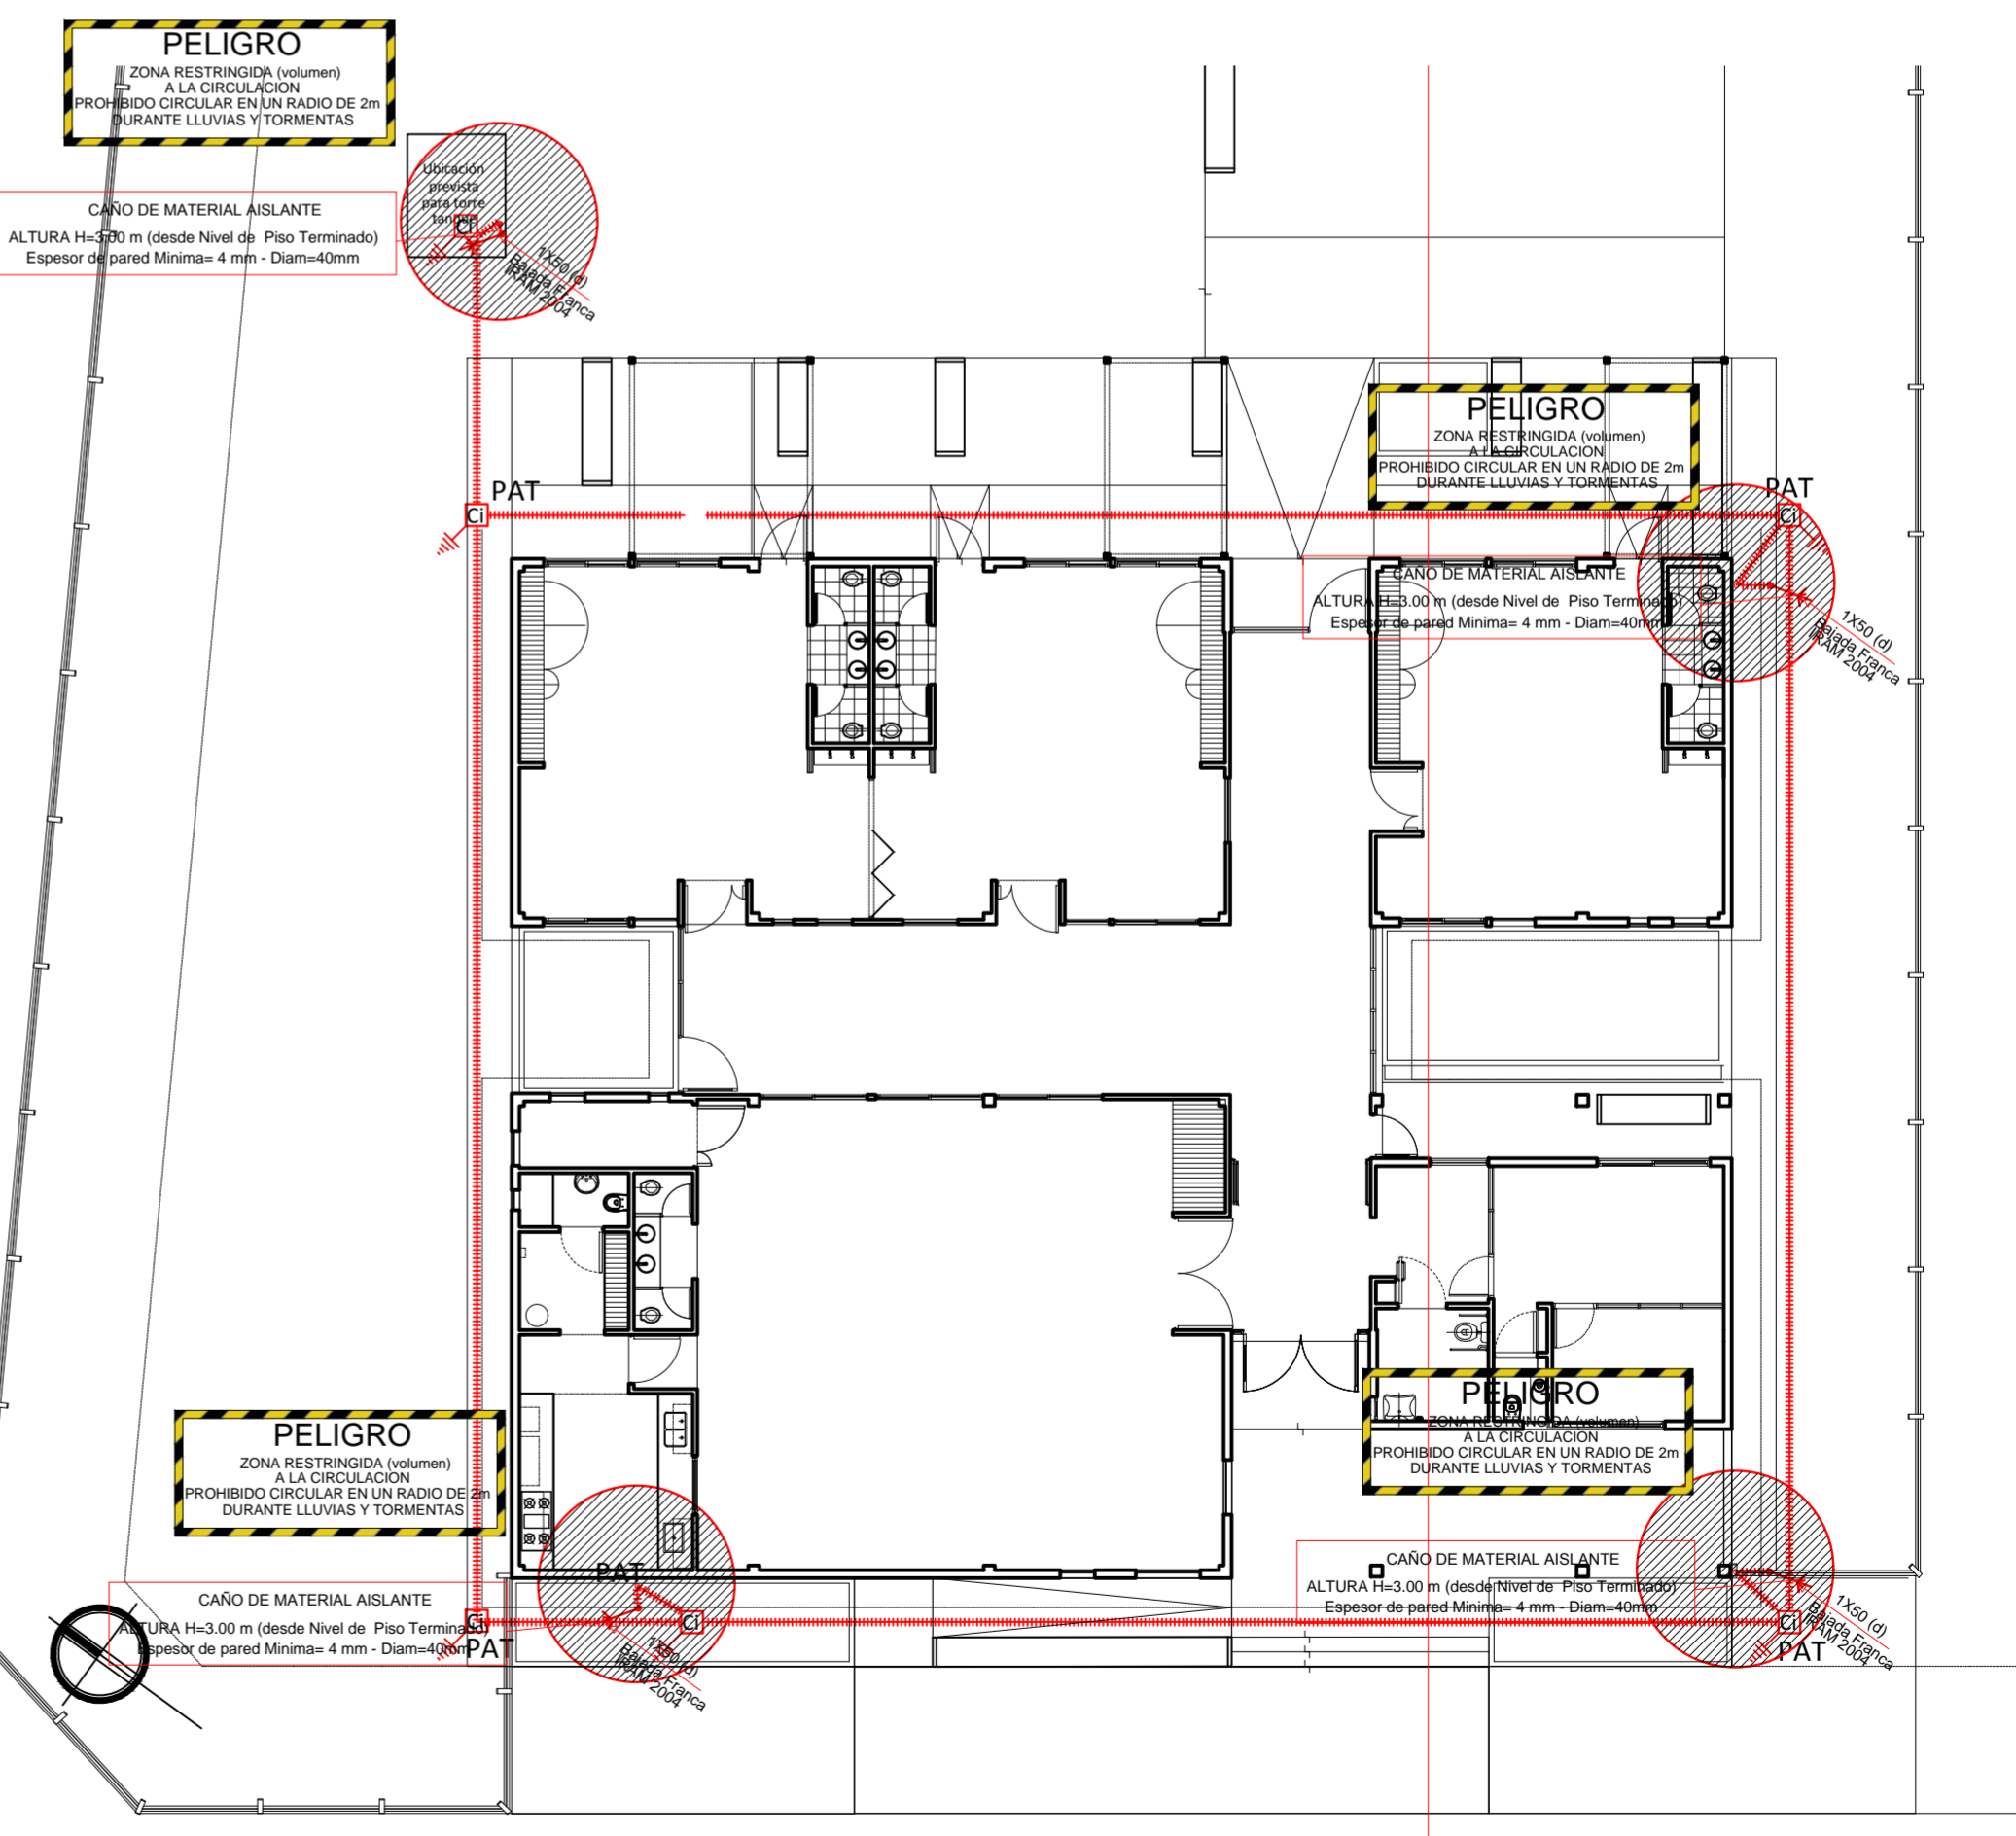 PELIGRO
ZONA RESTRINGIDA (volumen)
A LA CIRCULACION
PROHIBIDO CIRCULAR EN UN RADIO DE 2m
DURANTE LLUVIAS Y TORMENTAS
Ubicación
prevista
para torre
tanque
Ci
CAÑO DE MATERIAL AISLANTE
ALTURA H=3.00 m (desde Nivel de Piso Terminado)
Espesor de pared Minima= 4 mm - Diam=40mm
1X50 (d)
Bajada Franca
IRAM 2004
PELIGRO
ZONA RESTRINGIDA (volumen)
A LA CIRCULACION
PROHIBIDO CIRCULAR EN UN RADIO DE 2m
DURANTE LLUVIAS Y TORMENTAS
PAT
Ci
PAT
Ci
CAÑO DE MATERIAL AISLANTE
ALTURA H=3.00 m (desde Nivel de Piso Terminado)
Espesor de pared Minima= 4 mm - Diam=40mm
1X50 (d)
Bajada Franca
IRAM 2004
PELIGRO
ZONA RESTRINGIDA (volumen)
A LA CIRCULACION
PROHIBIDO CIRCULAR EN UN RADIO DE 2m
DURANTE LLUVIAS Y TORMENTAS
PELIGRO
ZONA RESTRINGIDA (volumen)
A LA CIRCULACION
PROHIBIDO CIRCULAR EN UN RADIO DE 2m
DURANTE LLUVIAS Y TORMENTAS
CAÑO DE MATERIAL AISLANTE
ALTURA H=3.00 m (desde Nivel de Piso Terminado)
Espesor de pared Minima= 4 mm - Diam=40mm
PAT
Ci
PAT
Ci
1X50 (d)
Bajada Franca
IRAM 2004
CAÑO DE MATERIAL AISLANTE
ALTURA H=3.00 m (desde Nivel de Piso Terminado)
Espesor de pared Minima= 4 mm - Diam=40mm
Ci
PAT
1X50 (d)
Bajada Franca
IRAM 2004